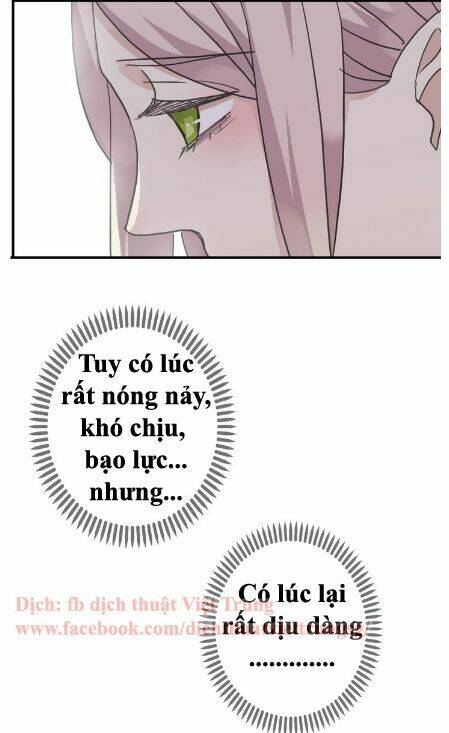 Tuy có lúc
rất nóng nảy,
khó chịu,
bạo lực...
nhưng...
Có lúc lại
rất dịu dàng
.............
Dịch: fb dịch thuật Việt Trung